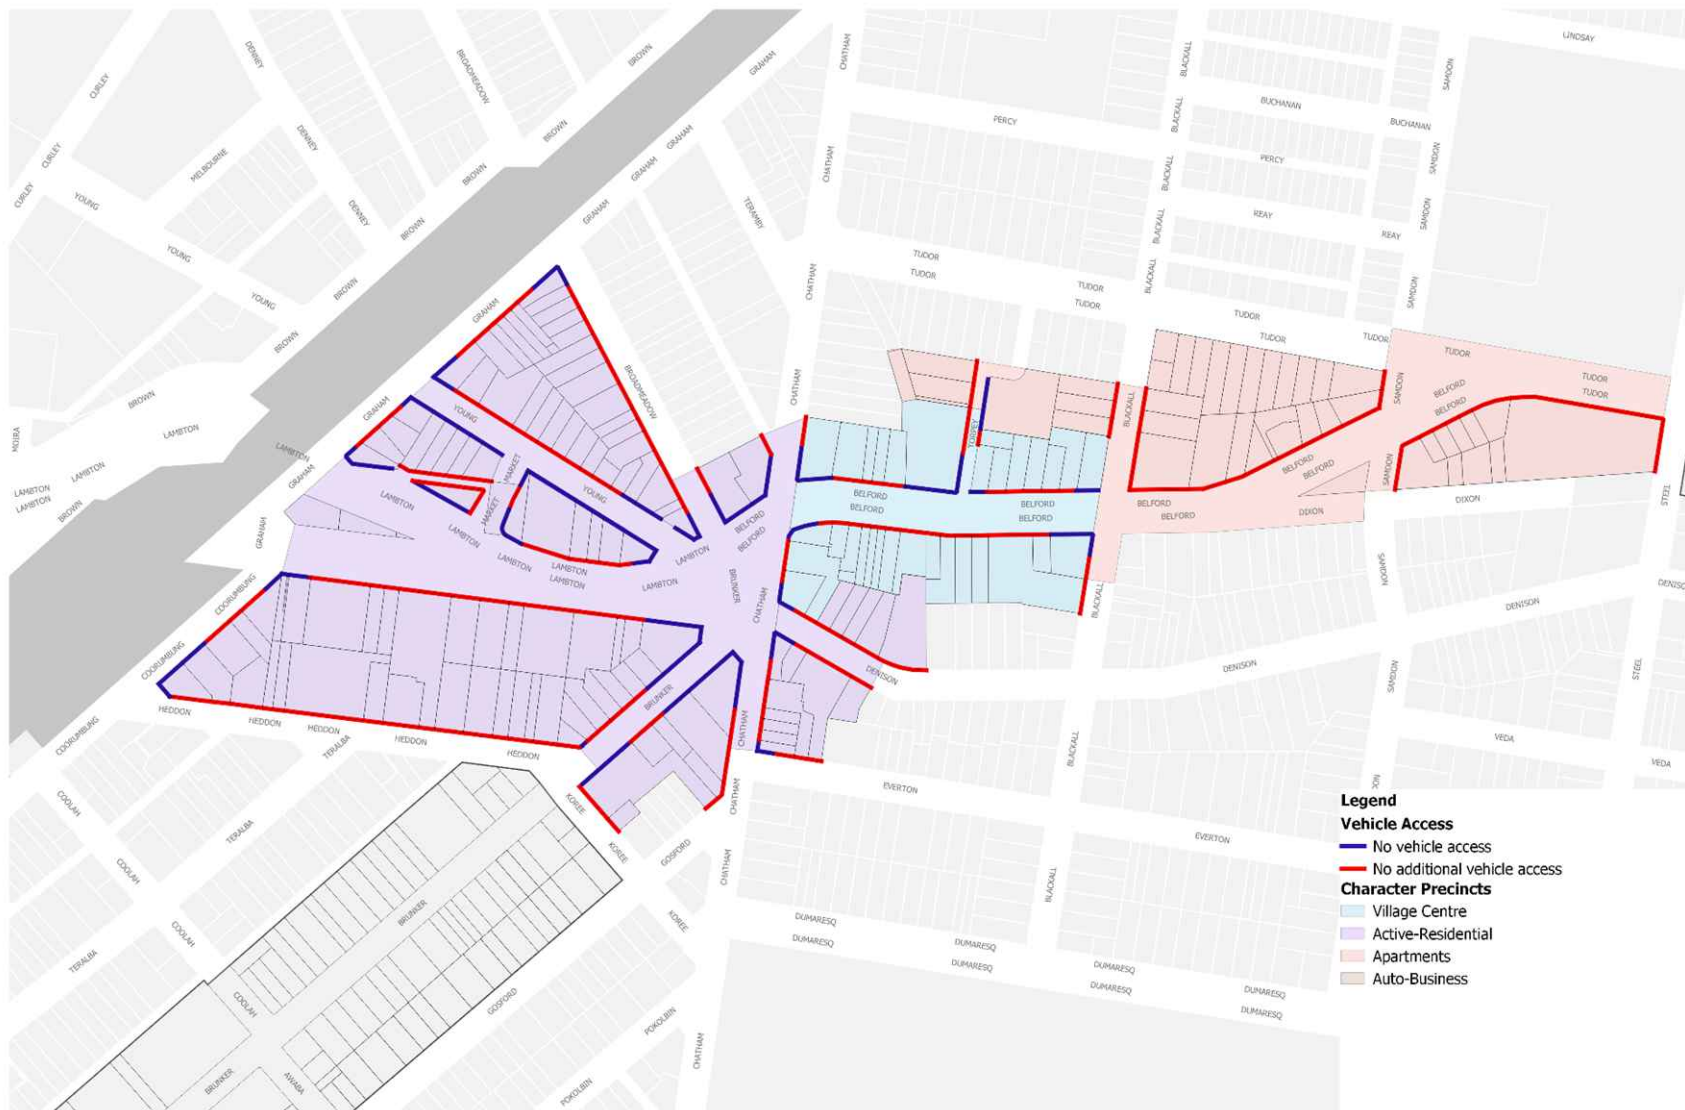 LINDSAY
CHATHAM
BLACKALL
SAMDON
DENNEY
BROADMEADOW
BROWN
GRAHAM
CURLEY
BUCHANAN
BUCHANAN
PERCY
BLACKALL
BROWN
GRAHAM
DENNEY
SAMDON
CURLEY
MELBOURNE
GRAHAM
CHATHAM
PERCY
BLACKALL
BROWN
CURLEY
YOUNG
DENNEY
GRAHAM
TERAMBY
REAY
SAMDON
BLACKALL
REAY
BROWN
YOUNG
TUDOR
TUDOR
CHATHAM
BLACKALL
TUDOR
TUDOR
SAMDON
BROWN
YOUNG
GRAHAM
TUDOR
TUDOR
TUDOR
BROWN
TUDOR
TUDOR
TUDOR
BROADMEADOW
CHATHAM
BELFORD
BELFORD
SAMDON
BROWN
GRAHAM
YOUNG
BLACKALL
MOIRA
LAMBTON
LAMBTON
TORPEY
LAMBTON
MARKET
BELFORD
BELFORD
SAMDON
LAMBTON
LAMBTON
GRAHAM
LAMBTON
YOUNG
BELFORD
BELFORD
BELFORD
DIXON
STEEL
BROWN
MARKET
BELFORD
BELFORD
BELFORD
BELFORD
BELFORD
DIXON
GRAHAM
LAMBTON
LAMBTON
LAMBTON
LAMBTON
LAMBTON
LAMBTON
BRUNKER
CHATHAM
SAMDON
COORUMBUNG
BLACKALL
DENISON
DENISON
COORUMBUNG
DENISON
DENISON
BRUNKER
SAMDON
STEEL
HEDDON
HEDDON
HEDDON
HEDDON
HEDDON
COORUMBUNG
TERALBA
CHATHAM
BLACKALL
VEDA
VEDA
EVERTON
COOLAH
KOREE
CHATHAM
TERALBA
EVERTON
KOREE
GOSFORD
COOLAH
CHATHAM
BLACKALL
BRUNKER
KOREE
DUMARESQ
DUMARESQ
COOLAH
DUMARESQ
DUMARESQ
TERALBA
DUMARESQ
DUMARESQ
DUMARESQ
DUMARESQ
COOLAH
GOSFORD
POKOLBIN
CHATHAM
BRUNKER
AWABA
POKOLBIN
Legend
Vehicle Access
No vehicle access
No additional vehicle access
Character Precincts
Village Centre
Active-Residential
Apartments
Auto-Business